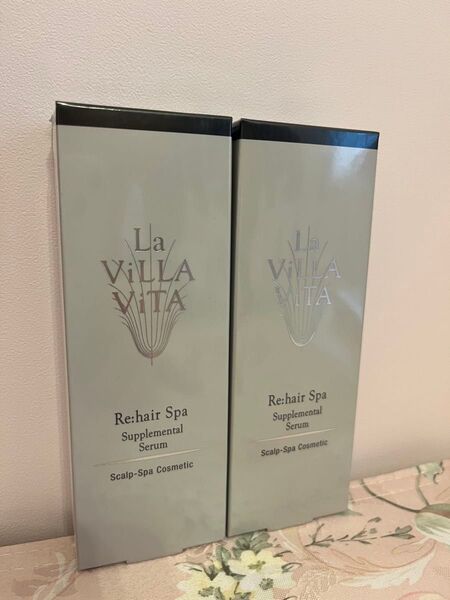 La
ViLLA
ViTA
Re:hair Spa
Supplemental
Serum
Scalp-Spa Cosmetic
La
ViLLA
ViTA
Re:hair Spa
Supplemental
Serum
Scalp-Spa Cosmetic